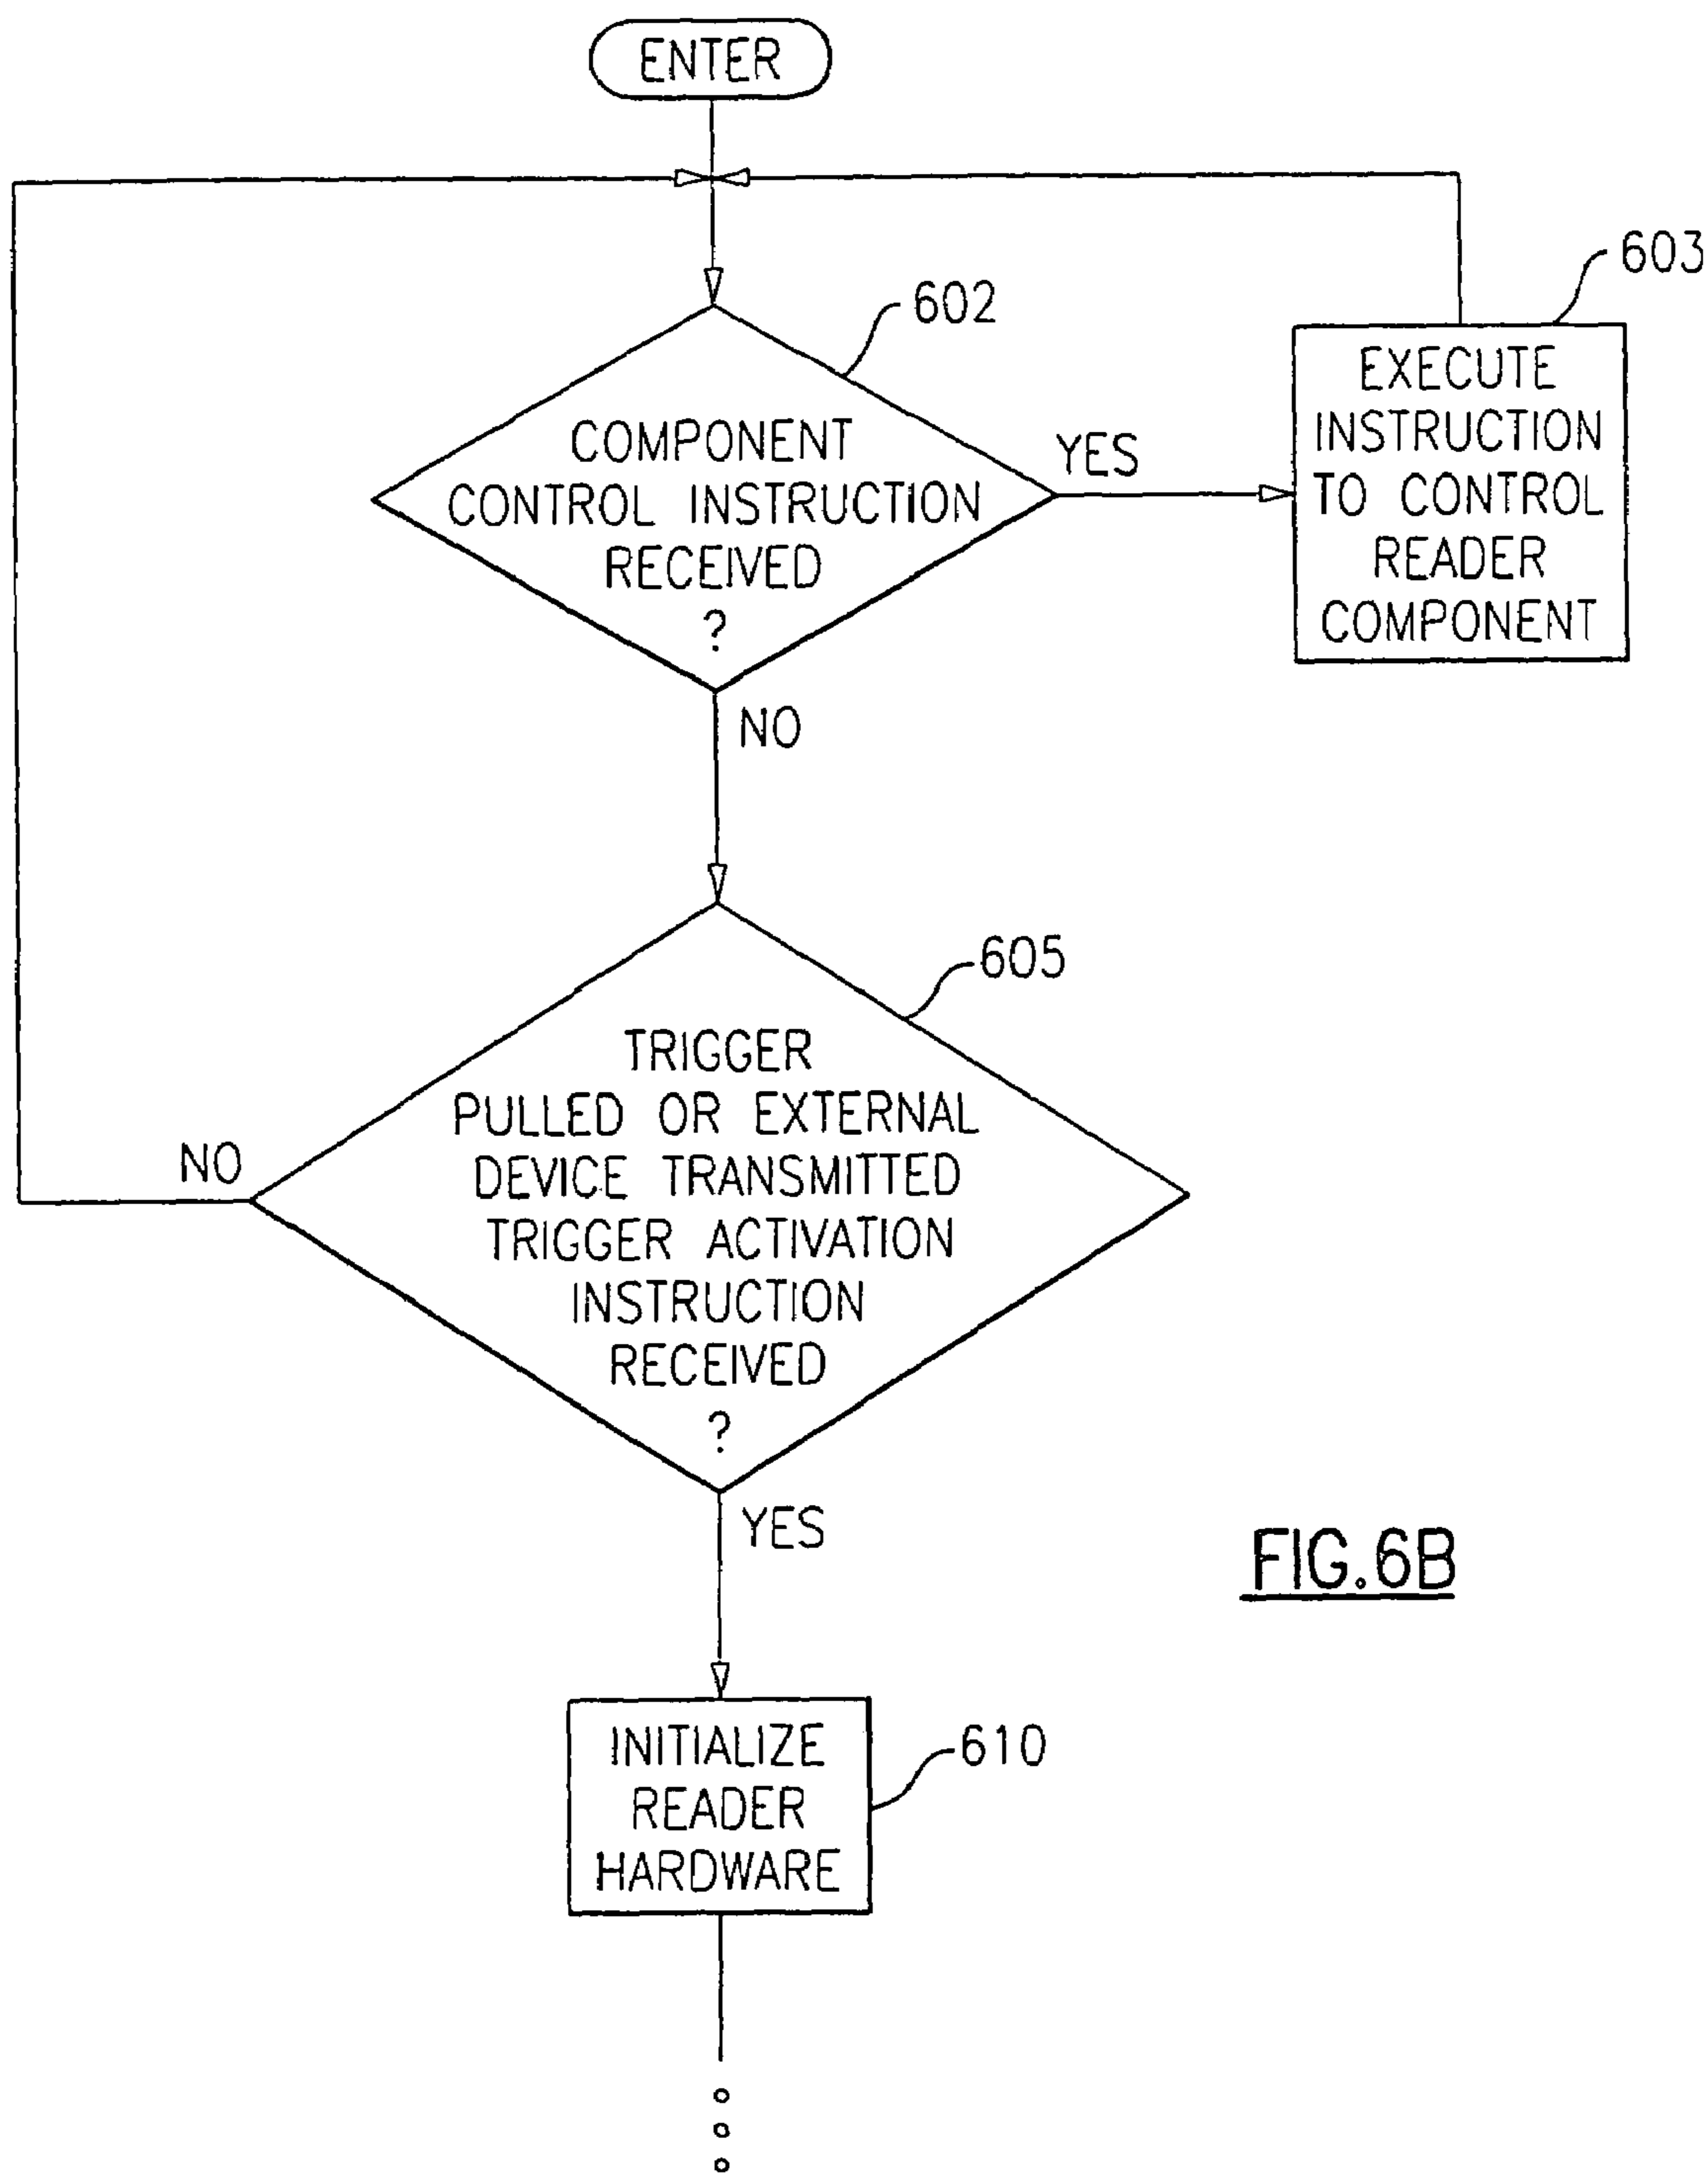 ENTER
602
COMPONENT
CONTROL INSTRUCTION
RECEIVED
?
YES
NO
603
EXECUTE
INSTRUCTION
TO CONTROL
READER
COMPONENT
605
TRIGGER
PULLED OR EXTERNAL
DEVICE TRANSMITTED
TRIGGER ACTIVATION
INSTRUCTION
RECEIVED
?
NO
YES
INITIALIZE
READER
HARDWARE
610
FIG.6B